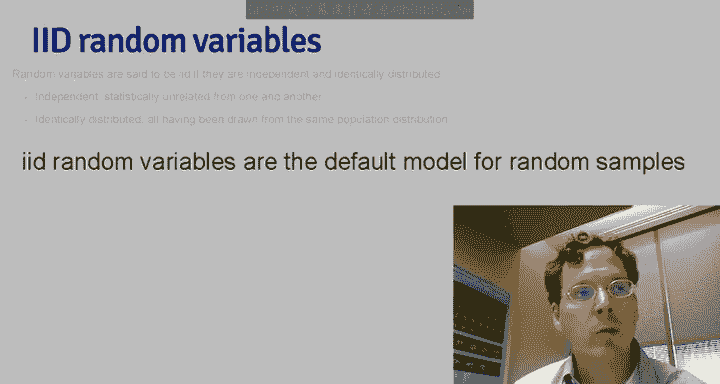 IID random variables
Random variables are said to be iid if they are independent and identically distributed
- Independent: statistically unrelated from one and another
- Identically distributed: all having been drawn from the same population distribution
iid random variables are the default model for random samples